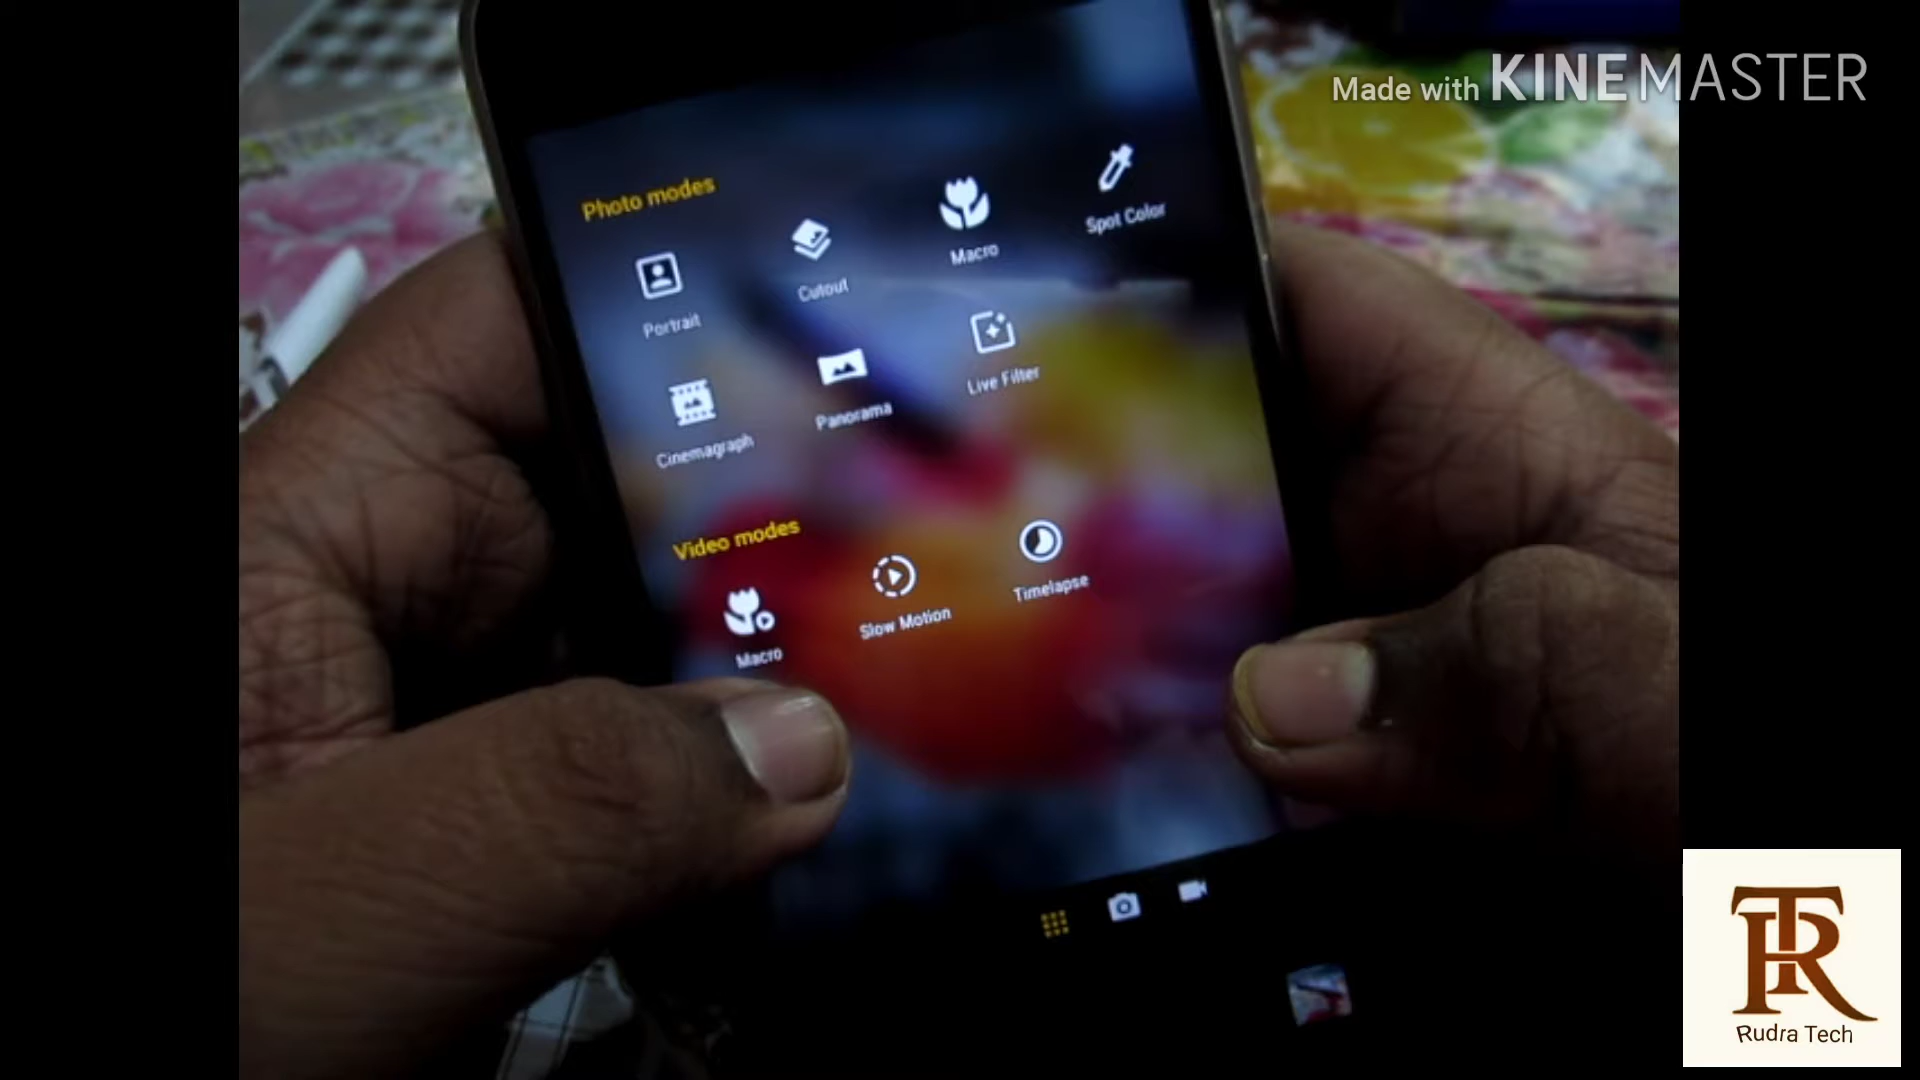 Made with KINEMASTER
Photo modes
Portrait
Cutout
Macro
Spot Color
Cinemagraph
Panorama
Live Filter
Video modes
Macro
Slow Motion
Timelapse
TR
Rudra Tech